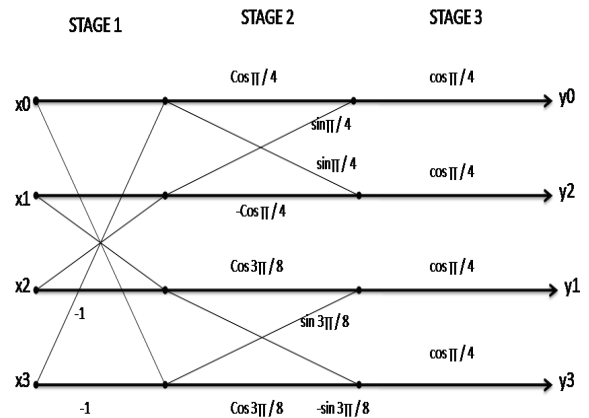 STAGE 1 STAGE 2 STAGE 3
Cos π / 4 cos π / 4
x0 y0
sin π / 4
sin π / 4 cos π / 4
x1 y2
-Cos π / 4
Cos 3π / 8 cos π / 4
x2 y1
-1 sin 3π / 8
cos π / 4
x3 y3
-1 Cos 3π / 8 -sin 3π / 8